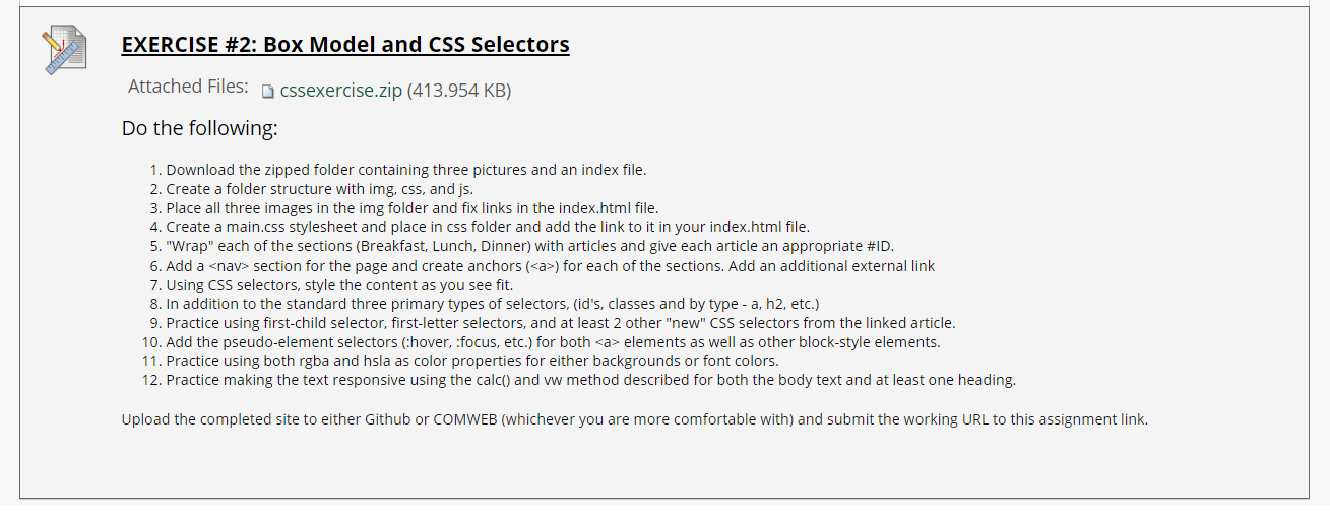 EXERCISE #2: Box Model and CSS Selectors
Attached Files: cssexercise.zip (413.954 KB)
Do the following:
1. Download the zipped folder containing three pictures and an index file.
2. Create a folder structure with img, css, and js.
3. Place all three images in the img folder and fix links in the index.html file.
4. Create a main.css stylesheet and place in css folder and add the link to it in your index.html file.
5. "Wrap" each of the sections (Breakfast, Lunch, Dinner) with articles and give each article an appropriate #ID.
6. Add a <nav> section for the page and create anchors (<a>) for each of the sections. Add an additional external link
7. Using CSS selectors, style the content as you see fit.
8. In addition to the standard three primary types of selectors, (id's, classes and by type - a, h2, etc.)
9. Practice using first-child selector, first-letter selectors, and at least 2 other "new" CSS selectors from the linked article.
10. Add the pseudo-element selectors (:hover, :focus, etc.) for both <a> elements as well as other block-style elements.
11. Practice using both rgba and hsla as color properties for either backgrounds or font colors.
12. Practice making the text responsive using the calc() and vw method described for both the body text and at least one heading.
Upload the completed site to either Github or COMWEB (whichever you are more comfortable with) and submit the working URL to this assignment link.